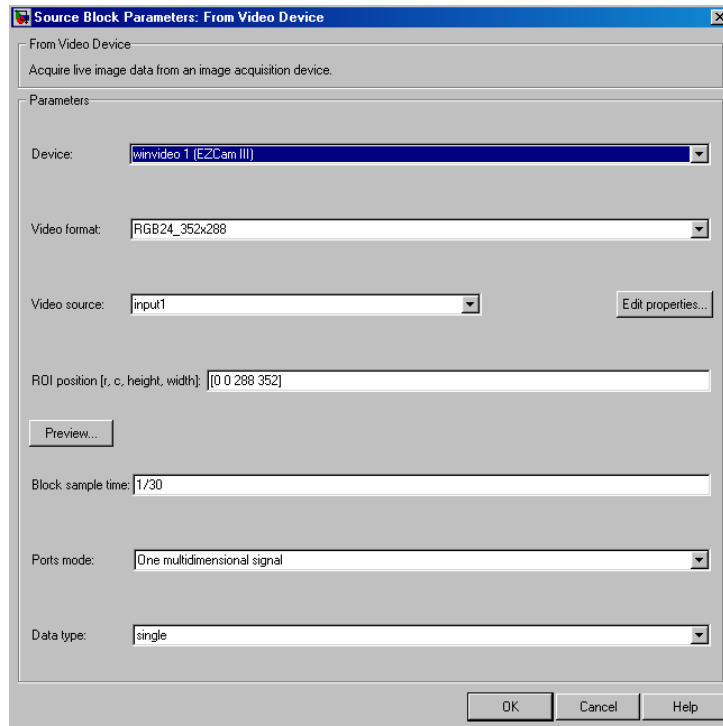 Source Block Parameters: From Video Device
From Video Device
Acquire live image data from an image acquisition device.
Parameters
Device: winvideo 1 (EZCam III)
Video format: RGB24_352x288
Video source: input1 Edit properties...
ROI position [r, c, height, width]: [0 0 288 352]
Preview...
Block sample time: 1/30
Ports mode: One multidimensional signal
Data type: single
OK Cancel Help